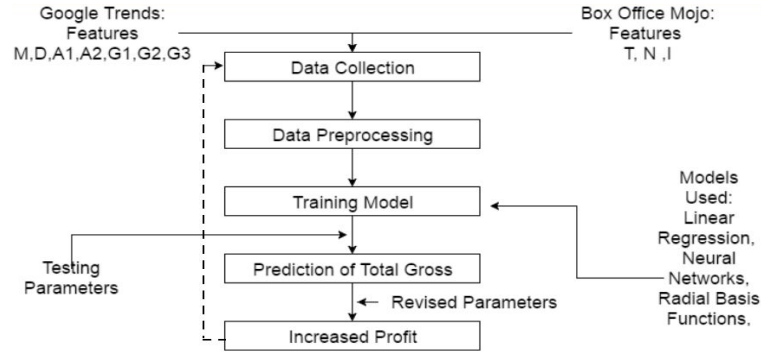 Google Trends:
Features
M,D,A1,A2,G1,G2,G3
Box Office Mojo:
Features
T, N ,I
Data Collection
Data Preprocessing
Training Model
Models
Used:
Linear
Regression,
Neural
Networks,
Radial Basis
Functions,
Testing
Parameters
Prediction of Total Gross
Revised Parameters
Increased Profit